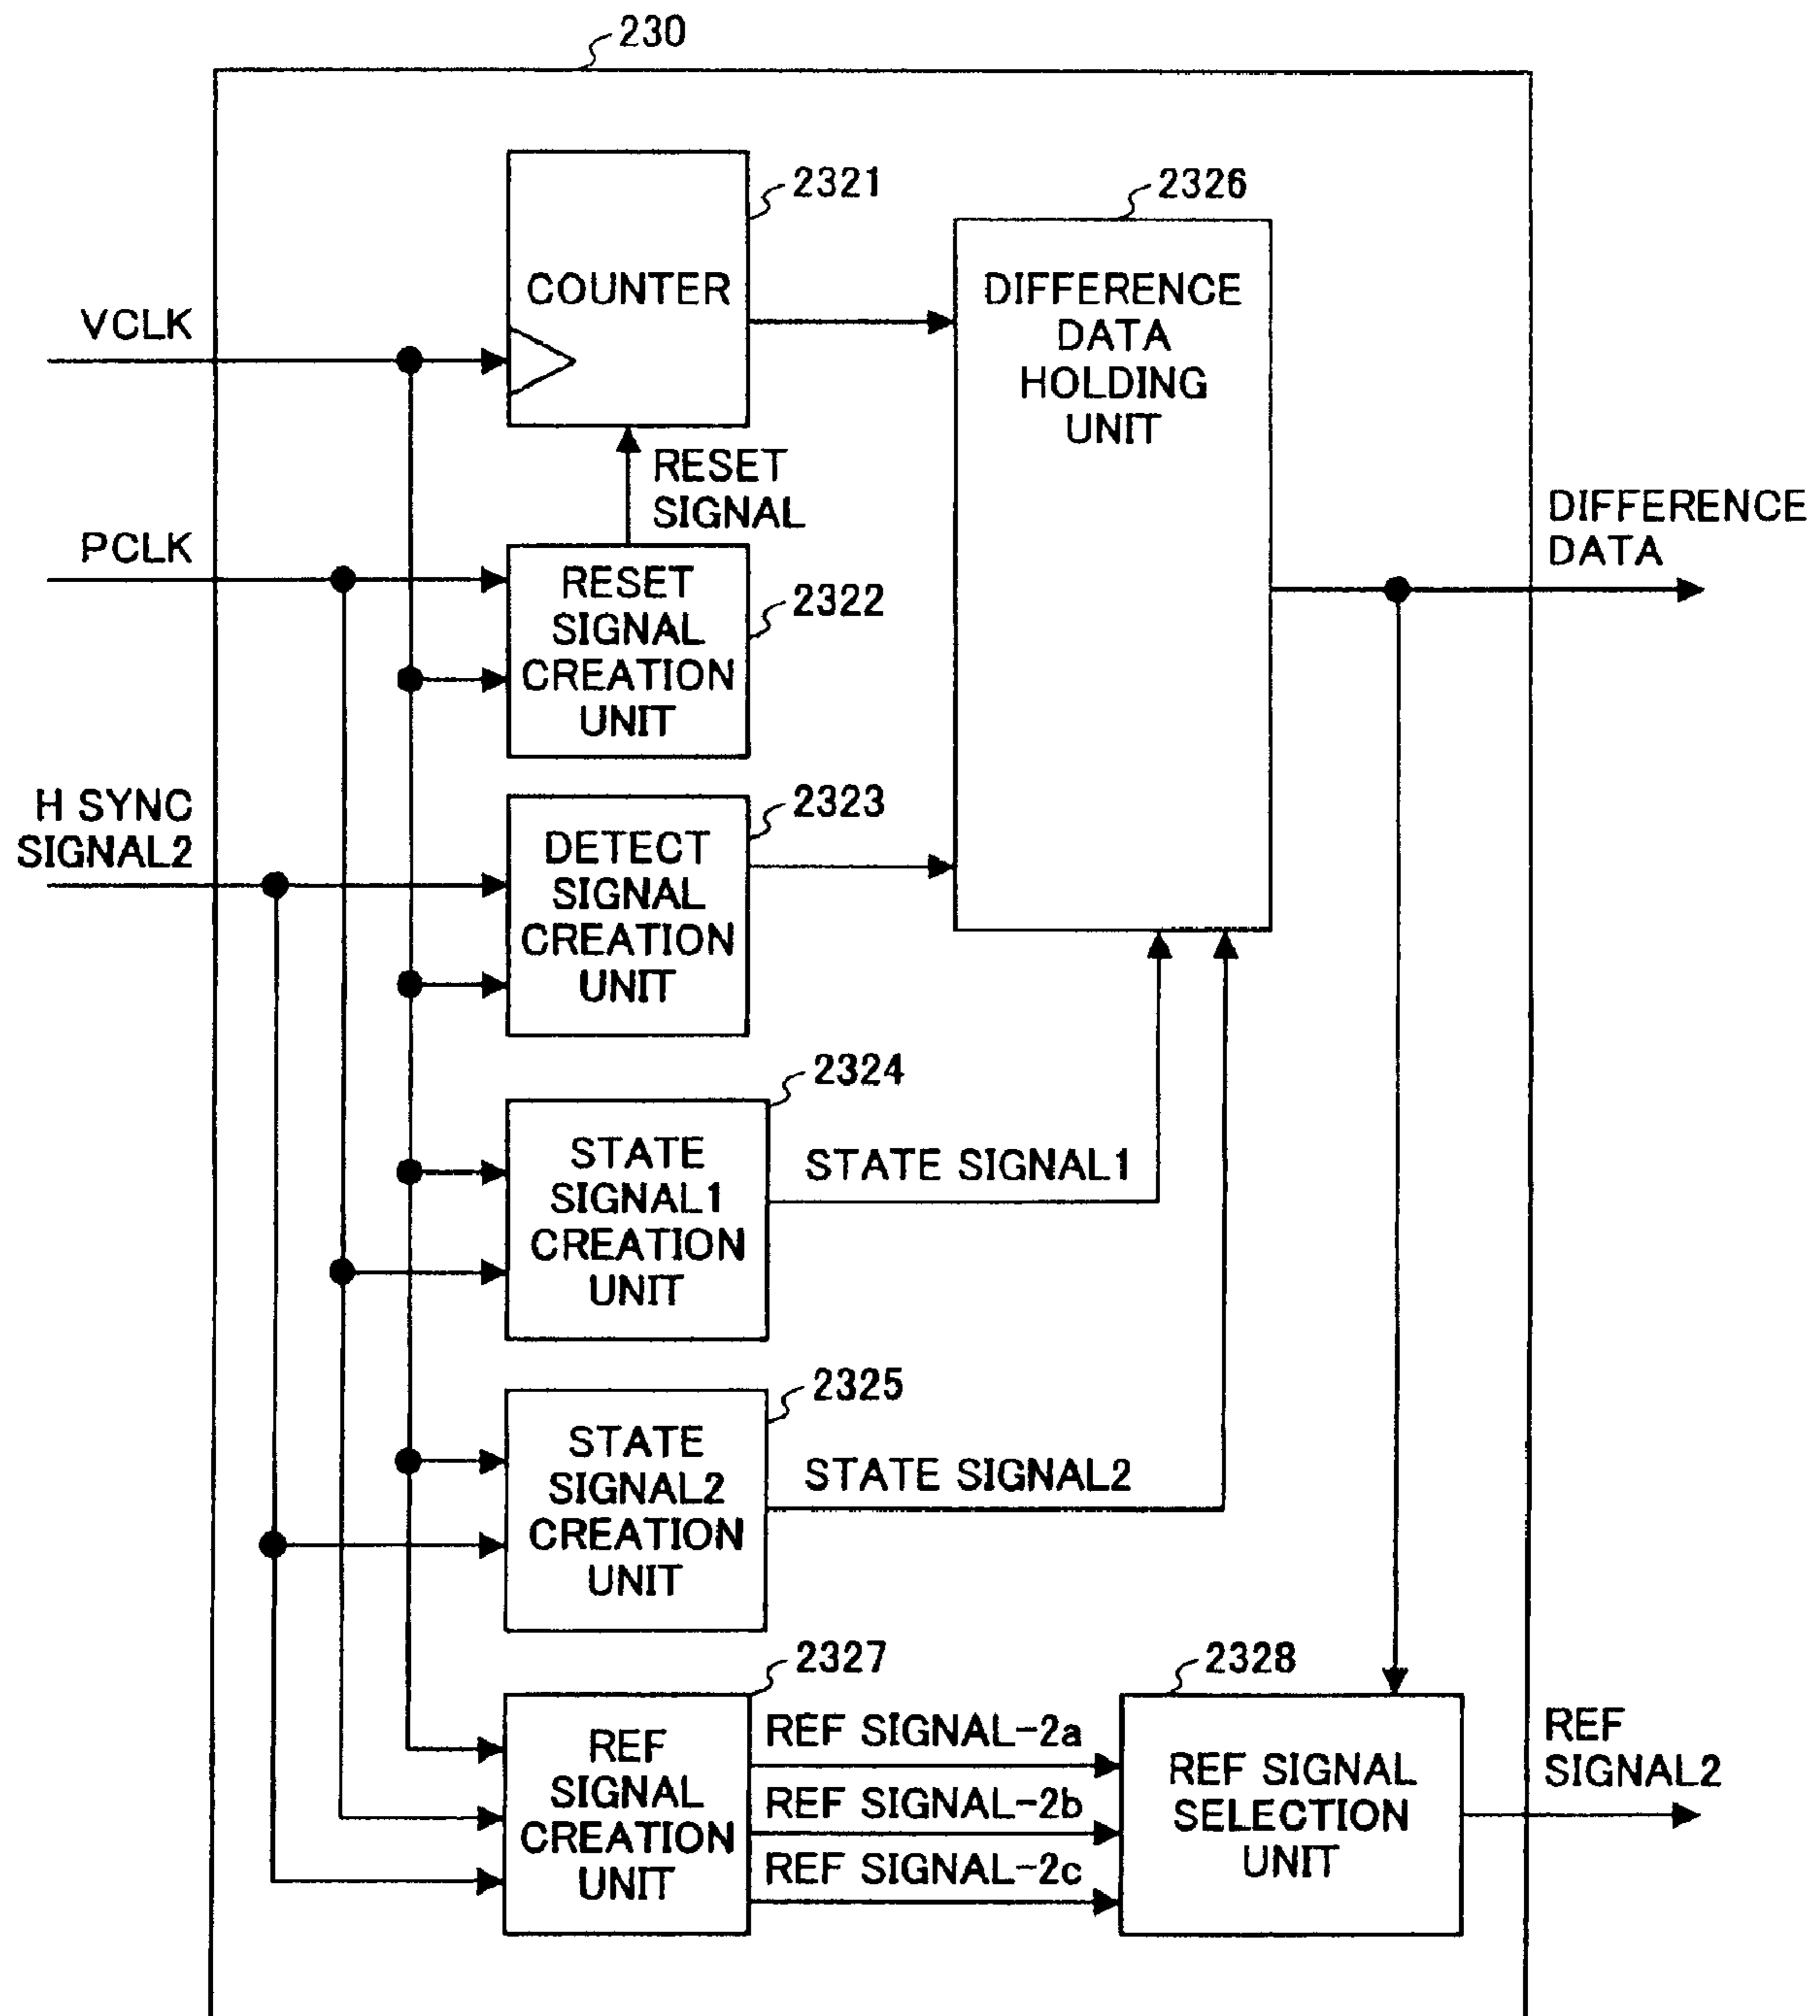 230
2321
COUNTER
VCLK
RESET
SIGNAL
2326
DIFFERENCE
DATA
HOLDING
UNIT
PCLK
RESET
SIGNAL
CREATION
UNIT
2322
DIFFERENCE
DATA
H SYNC
SIGNAL2
2323
DETECT
SIGNAL
CREATION
UNIT
2324
STATE
SIGNAL1
CREATION
UNIT
STATE SIGNAL1
2325
STATE
SIGNAL2
CREATION
UNIT
STATE SIGNAL2
2327
REF
SIGNAL
CREATION
UNIT
REF SIGNAL-2a
REF SIGNAL-2b
REF SIGNAL-2c
2328
REF SIGNAL
SELECTION
UNIT
REF
SIGNAL2